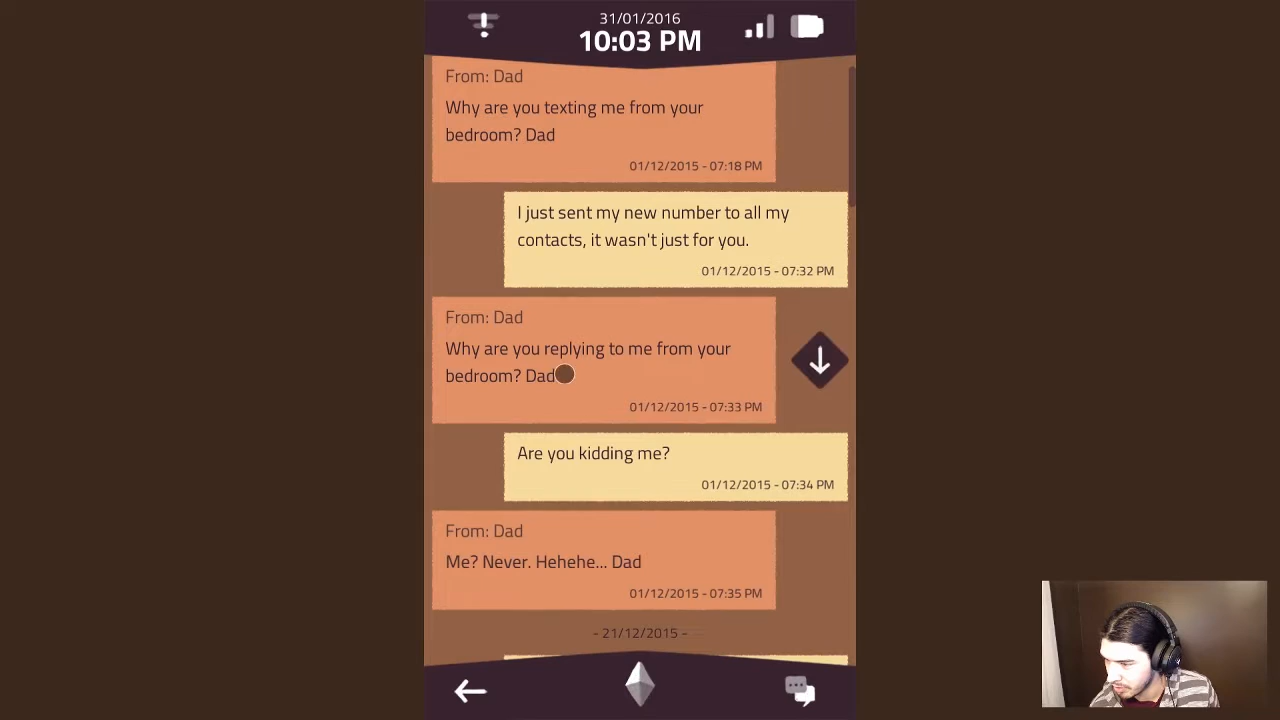 31/01/2016
10:03 PM
From: Dad
Why are you texting me from your
bedroom? Dad
01/12/2015 - 07:18 PM
I just sent my new number to all my
contacts, it wasn't just for you.
01/12/2015 - 07:32 PM
From: Dad
Why are you replying to me from your
bedroom? Dad
01/12/2015 - 07:33 PM
Are you kidding me?
01/12/2015 - 07:34 PM
From: Dad
Me? Never. Hehehe... Dad
01/12/2015 - 07:35 PM
- 21/12/2015 -